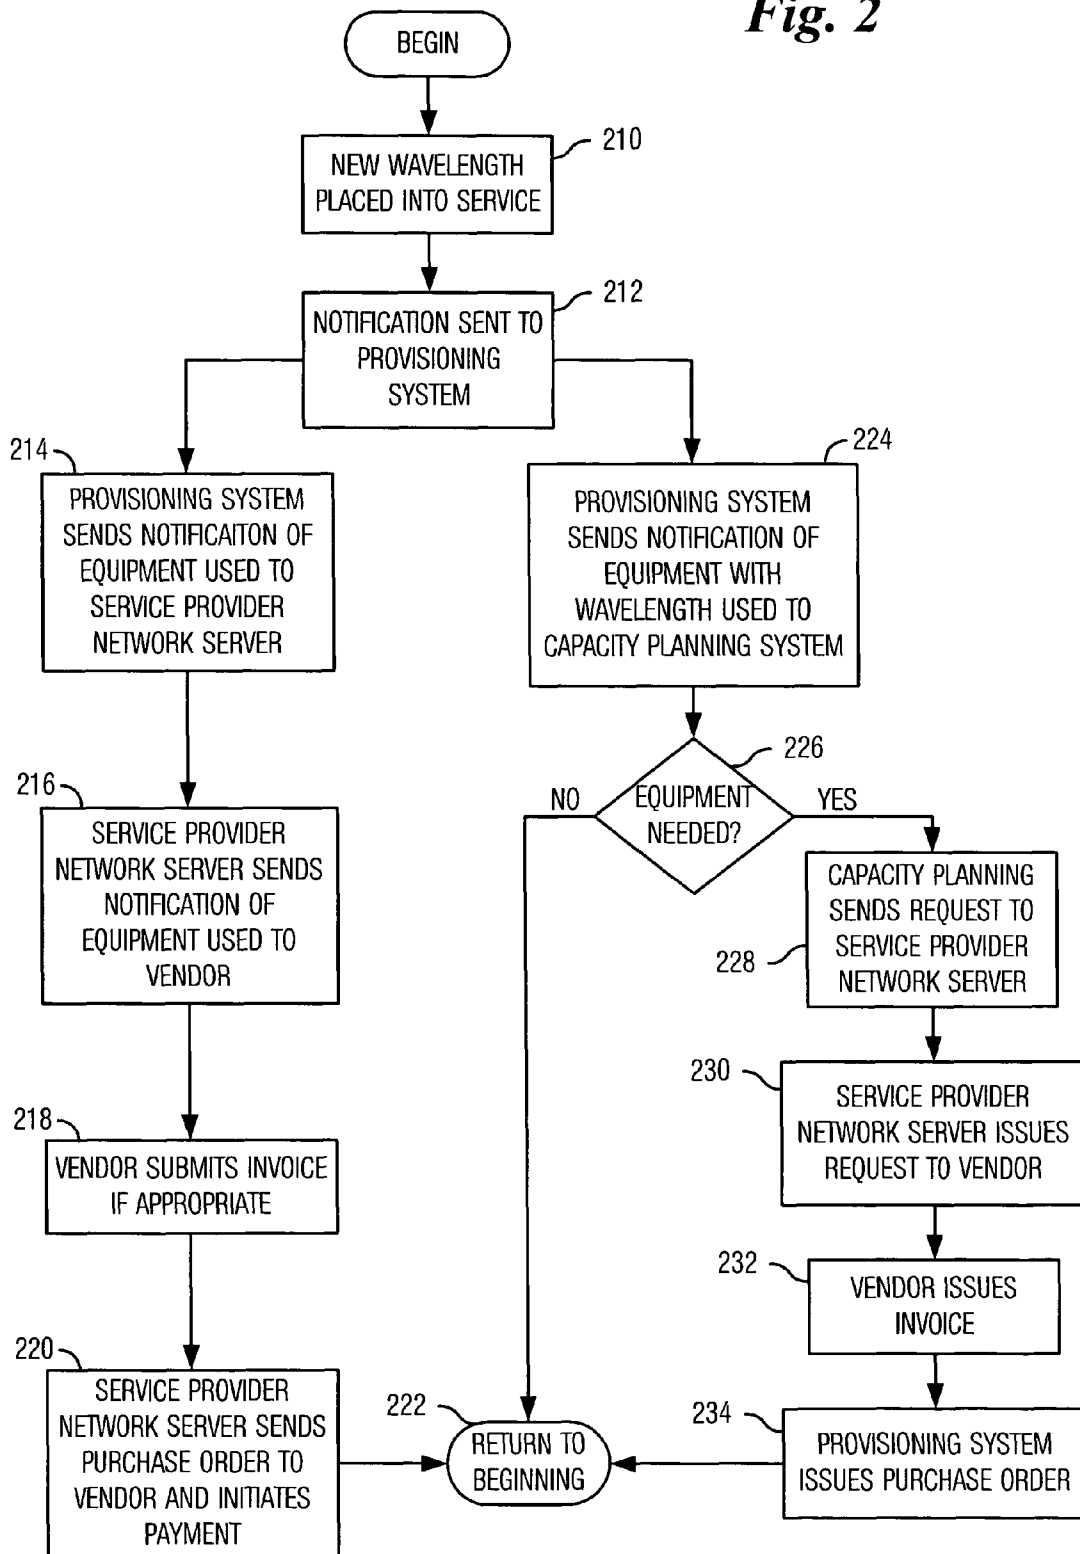 Fig. 2
BEGIN
210
NEW WAVELENGTH
PLACED INTO SERVICE
212
NOTIFICATION SENT TO
PROVISIONING
SYSTEM
214
PROVISIONING SYSTEM
SENDS NOTIFICAITON OF
EQUIPMENT USED TO
SERVICE PROVIDER
NETWORK SERVER
224
PROVISIONING SYSTEM
SENDS NOTIFICATION OF
EQUIPMENT WITH
WAVELENGTH USED TO
CAPACITY PLANNING SYSTEM
216
SERVICE PROVIDER
NETWORK SERVER SENDS
NOTIFICATION OF
EQUIPMENT USED TO
VENDOR
226
NO
EQUIPMENT
NEEDED?
YES
228
CAPACITY PLANNING
SENDS REQUEST TO
SERVICE PROVIDER
NETWORK SERVER
230
SERVICE PROVIDER
NETWORK SERVER ISSUES
REQUEST TO VENDOR
218
VENDOR SUBMITS INVOICE
IF APPROPRIATE
232
VENDOR ISSUES
INVOICE
220
SERVICE PROVIDER
NETWORK SERVER SENDS
PURCHASE ORDER TO
VENDOR AND INITIATES
PAYMENT
222
RETURN TO
BEGINNING
234
PROVISIONING SYSTEM
ISSUES PURCHASE ORDER